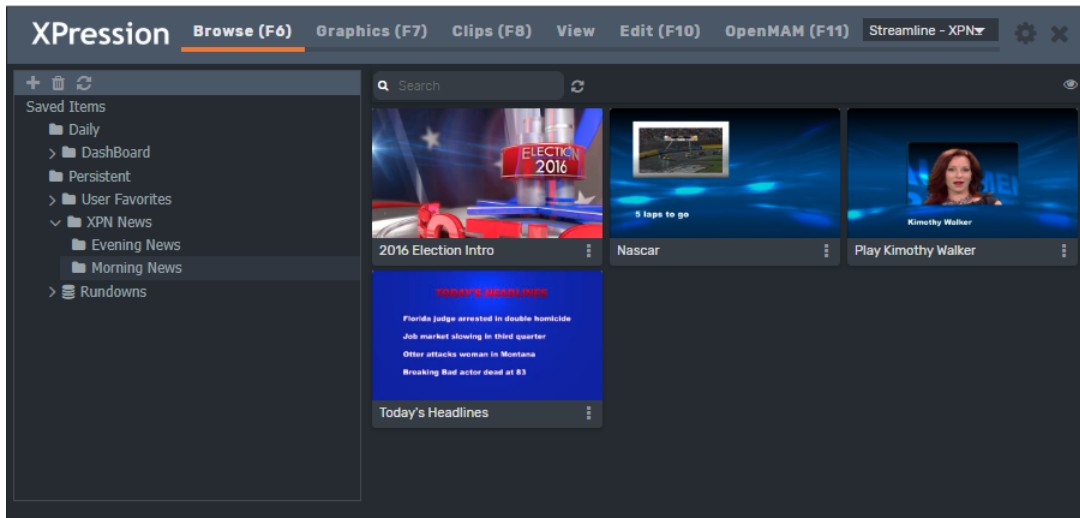 XPression
Browse (F6)
Graphics (F7)
Clips (F8)
View
Edit (F10)
OpenMAM (F11)
Streamline - XPN
Saved Items
Daily
DashBoard
Persistent
User Favorites
XPN News
Evening News
Morning News
Rundowns
Search
ELECTION
2016
2016 Election Intro
5 laps to go
Nascar
Kimothy Walker
Play Kimothy Walker
TODAY'S HEADLINES
Florida judge arrested in double homicide
Job market slowing in third quarter
Otter attacks woman in Montana
Breaking Bad actor dead at 83
Today's Headlines